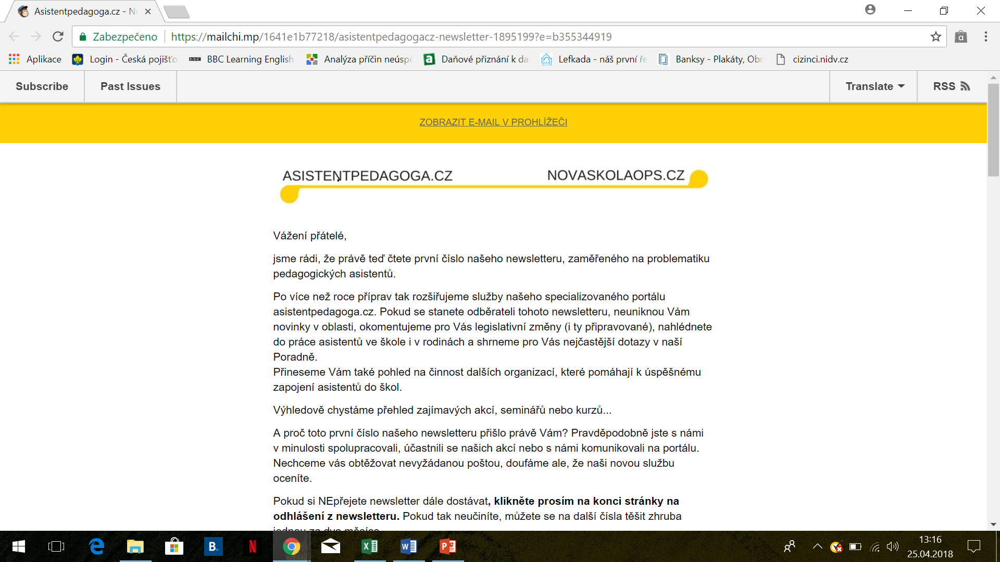 Asistentpedagoga.cz - N
Zabezpečeno
https://mailchi.mp/1641e1b77218/asistentpedagogacz-newsletter-1895199?e=b355344919
Aplikace
Login - Česká pojišťo
BBC
BBC Learning English
Analýza příčin neúspě
Daňové přiznání k da
Lefkada - náš první ře
Banksy - Plakáty, Obr
cizinci.nidv.cz
Subscribe
Past Issues
Translate
RSS
ZOBRAZIT E-MAIL V PROHLÍŽEČI
ASISTENTPEDAGOGA.CZ
NOVASKOLAOPS.CZ
Vážení přátelé,
jsme rádi, že právě teď čtete první číslo našeho newsletteru, zaměřeného na problematiku
pedagogických asistentů.
Po více než roce příprav tak rozšiřujeme služby našeho specializovaného portálu
asistentpedagoga.cz. Pokud se stanete odběrateli tohoto newsletteru, neuniknou Vám
novinky v oblasti, okomentujeme pro Vás legislativní změny (i ty připravované), nahlédnete
do práce asistentů ve škole i v rodinách a shrneme pro Vás nejčastější dotazy v naší
Poradně.
Přineseme Vám také pohled na činnost dalších organizací, které pomáhají k úspěšnému
zapojení asistentů do škol.
Výhledově chystáme přehled zajímavých akcí, seminářů nebo kurzů...
A proč toto první číslo našeho newsletteru přišlo právě Vám? Pravděpodobně jste s námi
v minulosti spolupracovali, účastnili se našich akcí nebo s námi komunikovali na portálu.
Nechceme vás obtěžovat nevyžádanou poštou, doufáme ale, že naši novou službu
oceníte.
Pokud si NEpřejete newsletter dále dostávat, klikněte prosím na konci stránky na
odhlášení z newsletteru. Pokud tak neučiníte, můžete se na další čísla těšit zhruba
jednou za dva měsíce
B.
N
13:16
25.04.2018